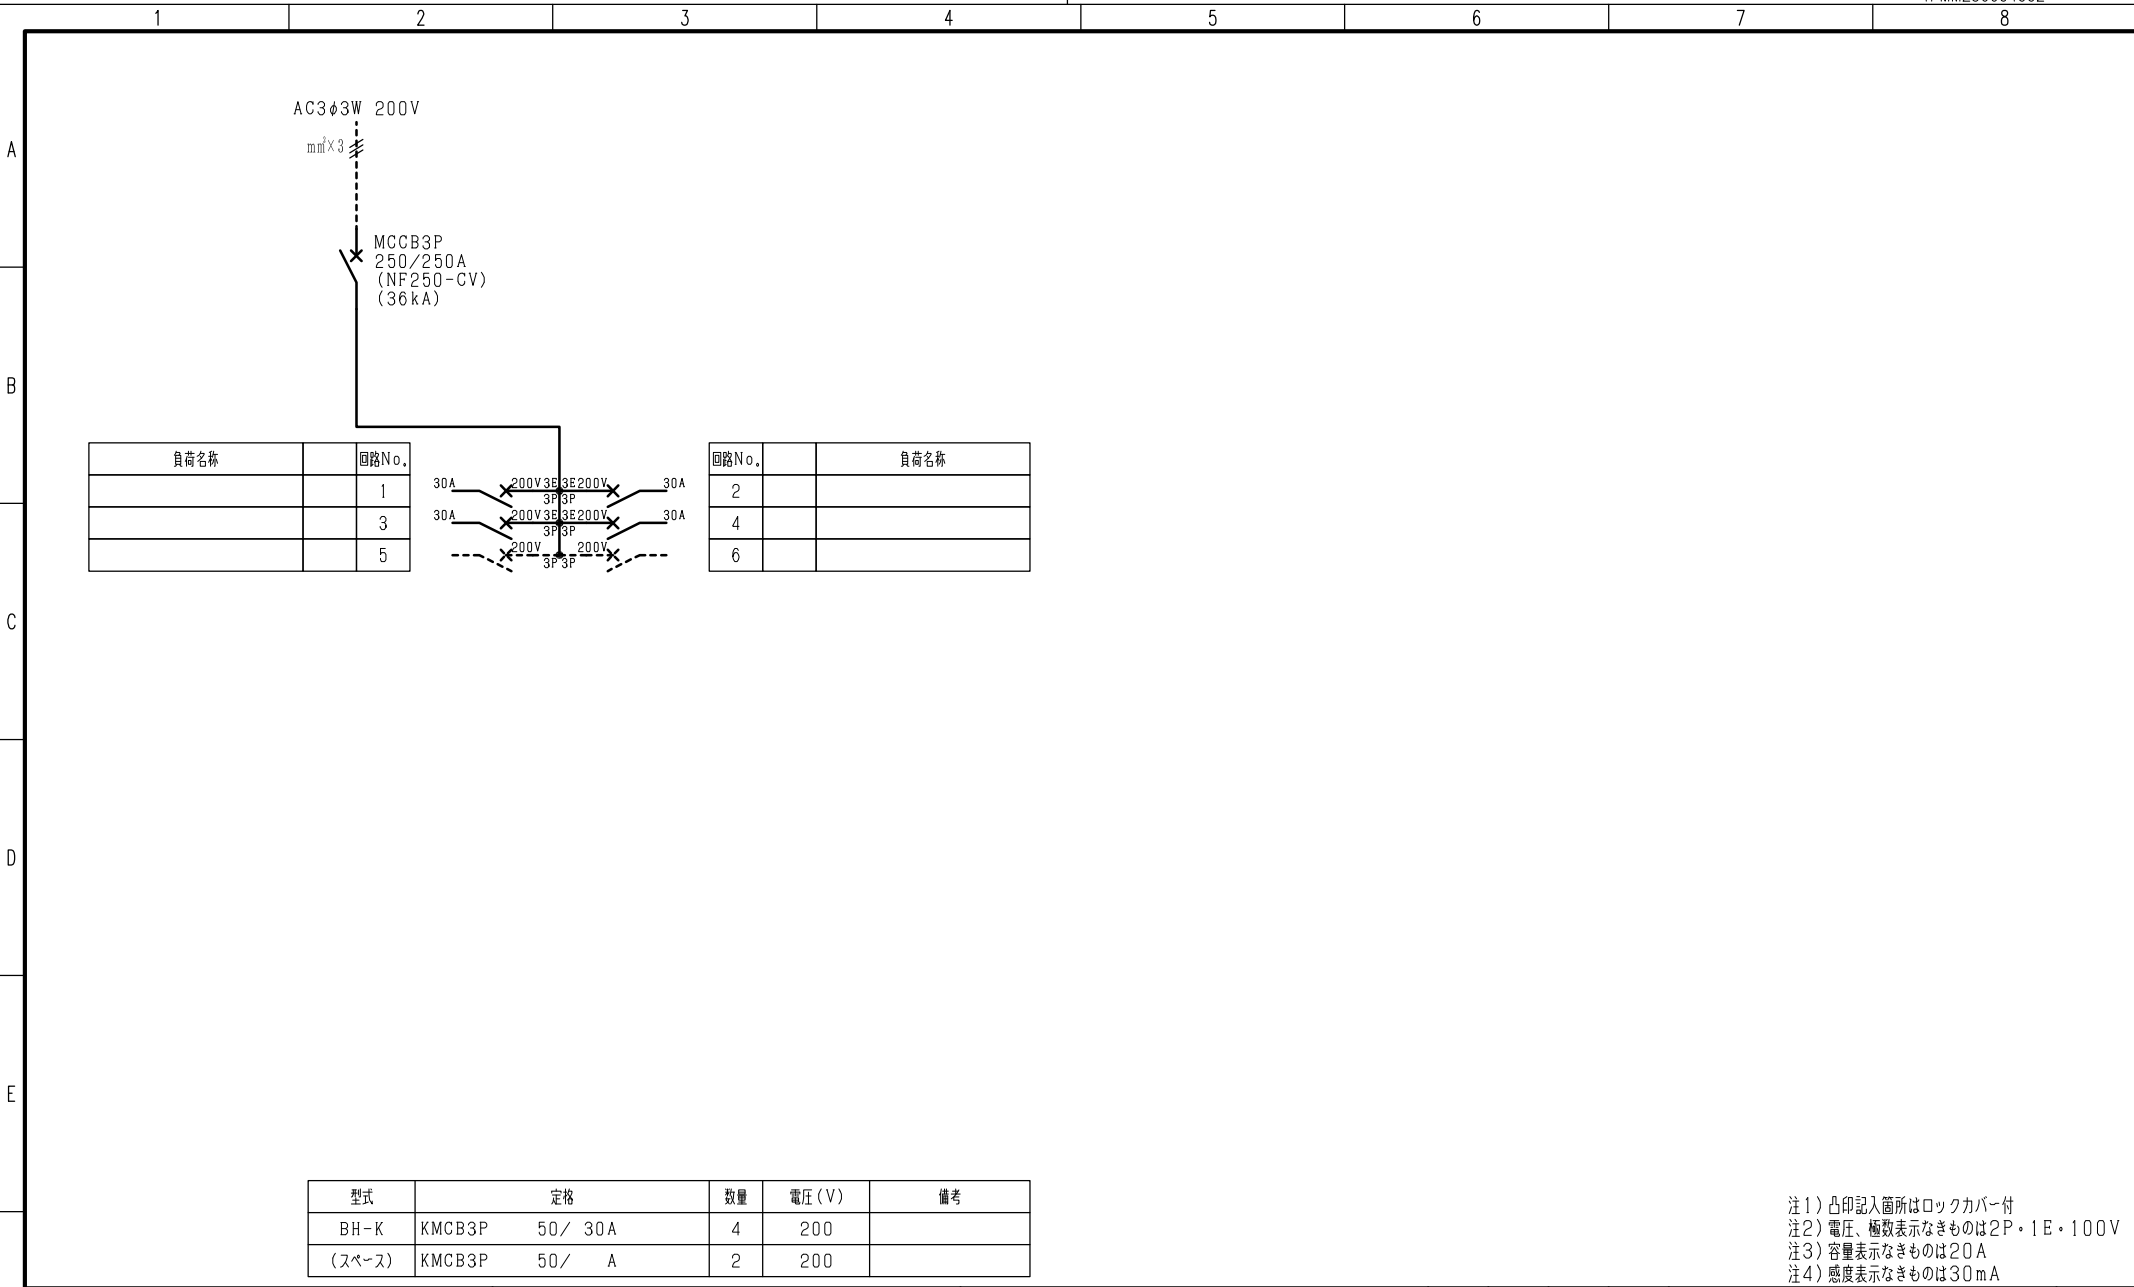 1 2 3 4 5 6 7 8
A
B
C
D
E
AC3φ3W 200V
mm²×3
MCCB3P
250/250A
(NF250-CV)
(36kA)
負荷名称 回路No.
1
3
5
30A 200V 3E 3E 200V 30A
3P 3P
30A 200V 3E 3E 200V 30A
3P 3P
200V 200V
3P 3P
回路No. 負荷名称
2
4
6
型式 定格 数量 電圧(V) 備考
BH-K KMCB3P 50/ 30A 4 200
(スペース) KMCB3P 50/ A 2 200
注1)凸印記入箇所はロックカバー付
注2)電圧、極数表示なきものは2P・1E・100V
注3)容量表示なきものは20A
注4)感度表示なきものは30mA